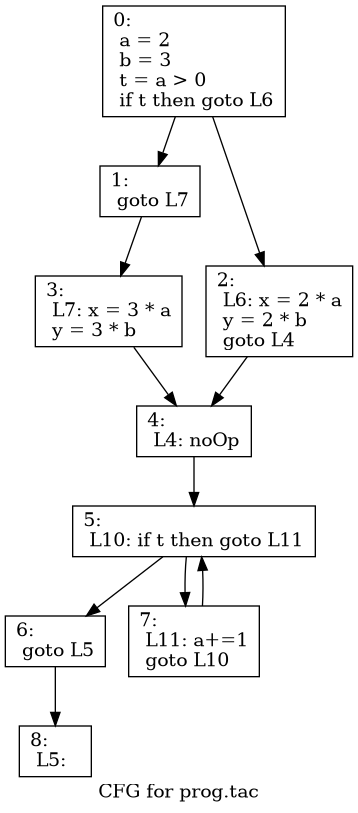 0:
a = 2
b = 3
t = a > 0
if t then goto L6
1:
goto L7
3:
L7: x = 3 * a
y = 3 * b
2:
L6: x = 2 * a
y = 2 * b
goto L4
4:
L4: noOp
5:
L10: if t then goto L11
6:
goto L5
7:
L11: a+=1
goto L10
8:
L5:
CFG for prog.tac